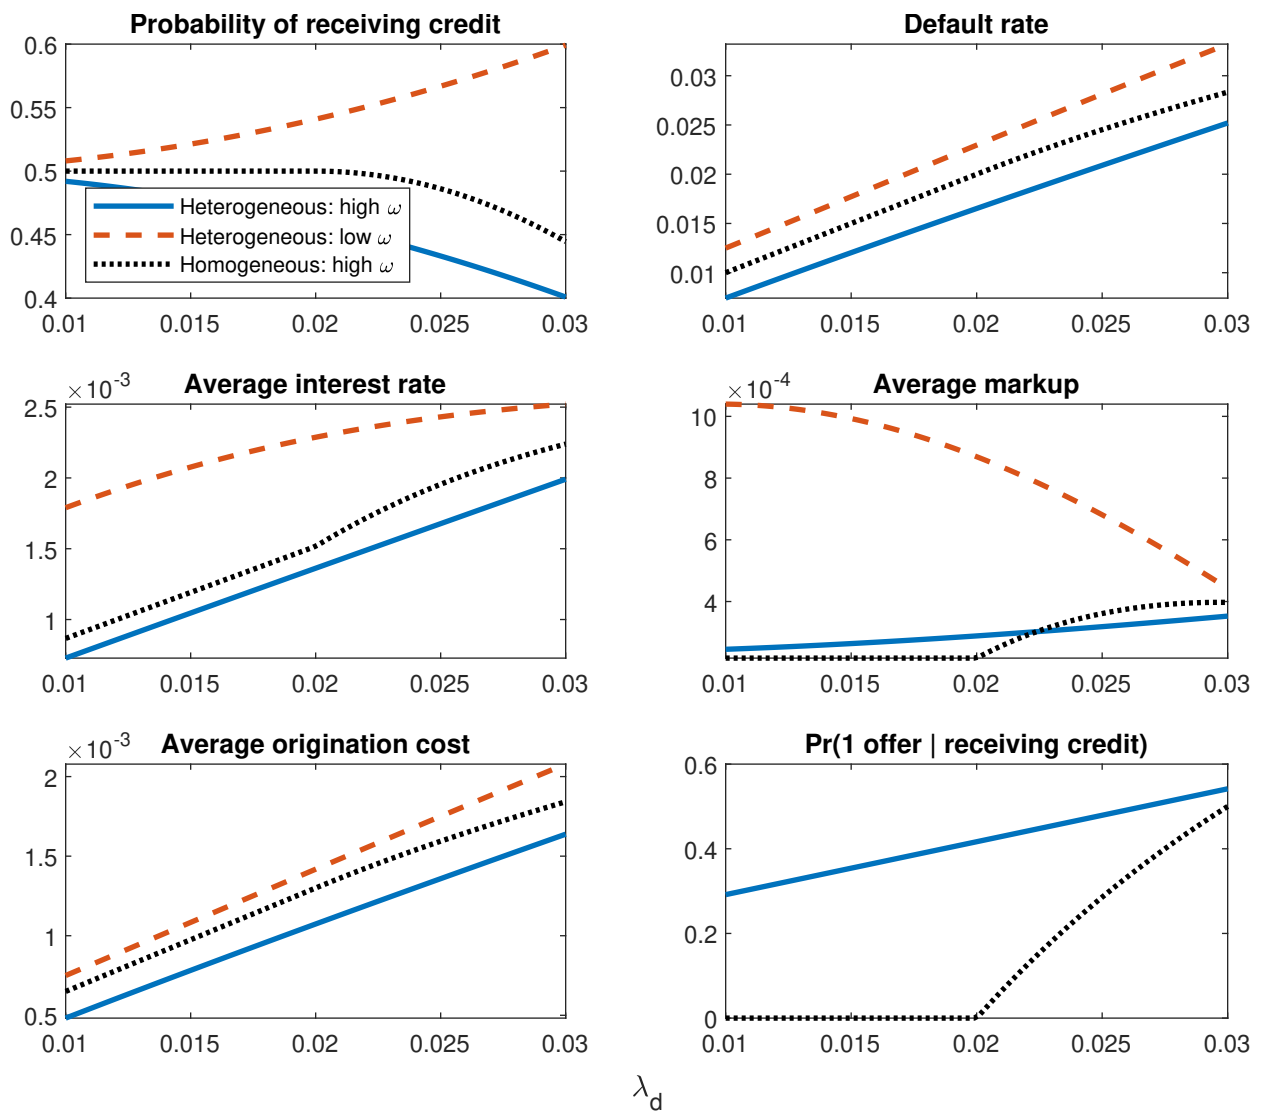 Probability of receiving credit
0.6
0.55
0.5
0.45
0.4
0.01 0.015 0.02 0.025 0.03
Heterogeneous: high ω
Heterogeneous: low ω
Homogeneous: high ω
Default rate
0.03
0.025
0.02
0.015
0.01
0.01 0.015 0.02 0.025 0.03
×10⁻³
Average interest rate
2.5
2
1.5
1
0.01 0.015 0.02 0.025 0.03
×10⁻⁴
Average markup
10
8
6
4
0.01 0.015 0.02 0.025 0.03
×10⁻³
Average origination cost
2
1.5
1
0.5
0.01 0.015 0.02 0.025 0.03
Pr(1 offer | receiving credit)
0.6
0.4
0.2
0
0.01 0.015 0.02 0.025 0.03
λ_d